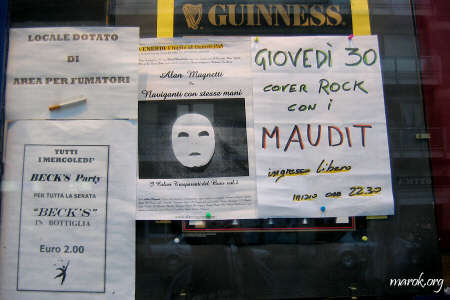 GUINNESS.
LOCALE DOTATO
DI
AREA PER FUMATORI
TUTTI
I MERCOLEDI'
BECK'S Party
PER TUTTA LA SERATA
"BECK'S"
IN BOTTIGLIA
Euro 2.00
Alan Magnetti
Naviganti con stesse mani
GIOVEDÌ 30
COVER ROCK
CON I
MAUDIT
ingresso libero
INIZIO ORE 22.30
marok.org